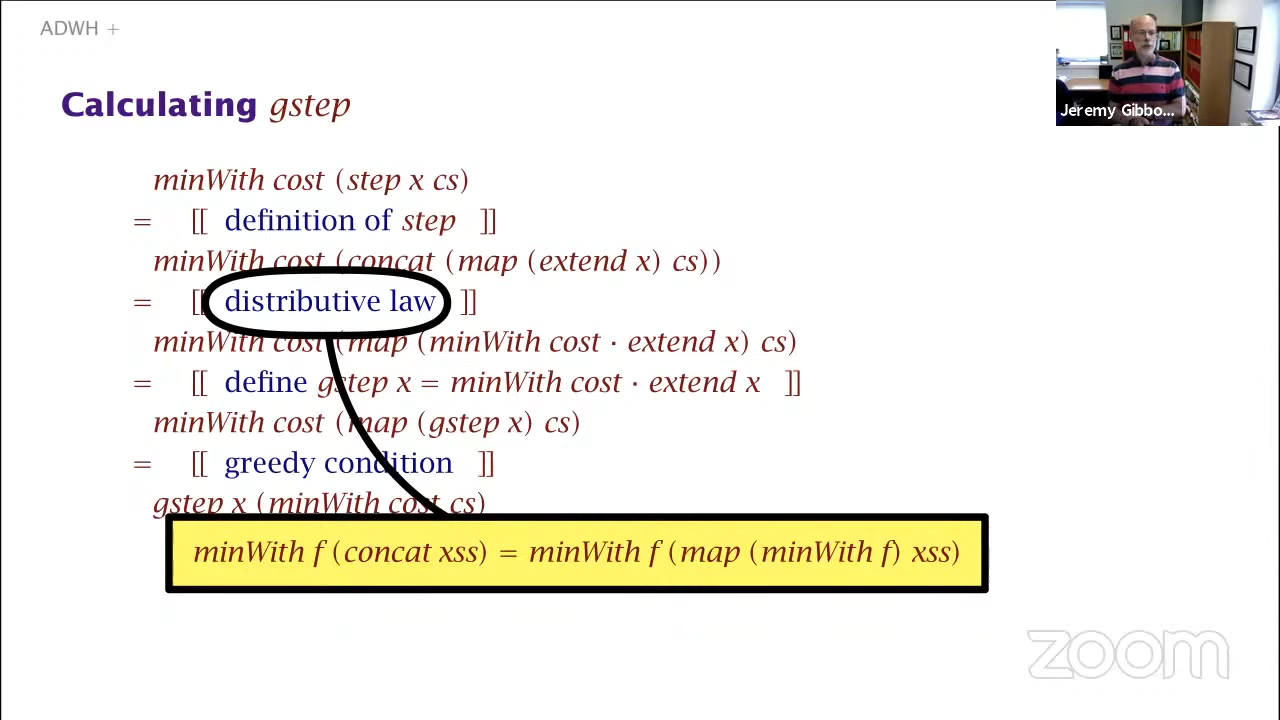 ADWH +
Jeremy Gibbo...
Calculating gstep
minWith cost (step x cs)
= [[ definition of step ]]
minWith cost (concat (map (extend x) cs))
= [[ distributive law ]]
minWith cost (map (minWith cost · extend x) cs)
= [[ define gstep x = minWith cost · extend x ]]
minWith cost (map (gstep x) cs)
= [[ greedy condition ]]
gstep x (minWith cost cs)
minWith f (concat xss) = minWith f (map (minWith f) xss)
zoom